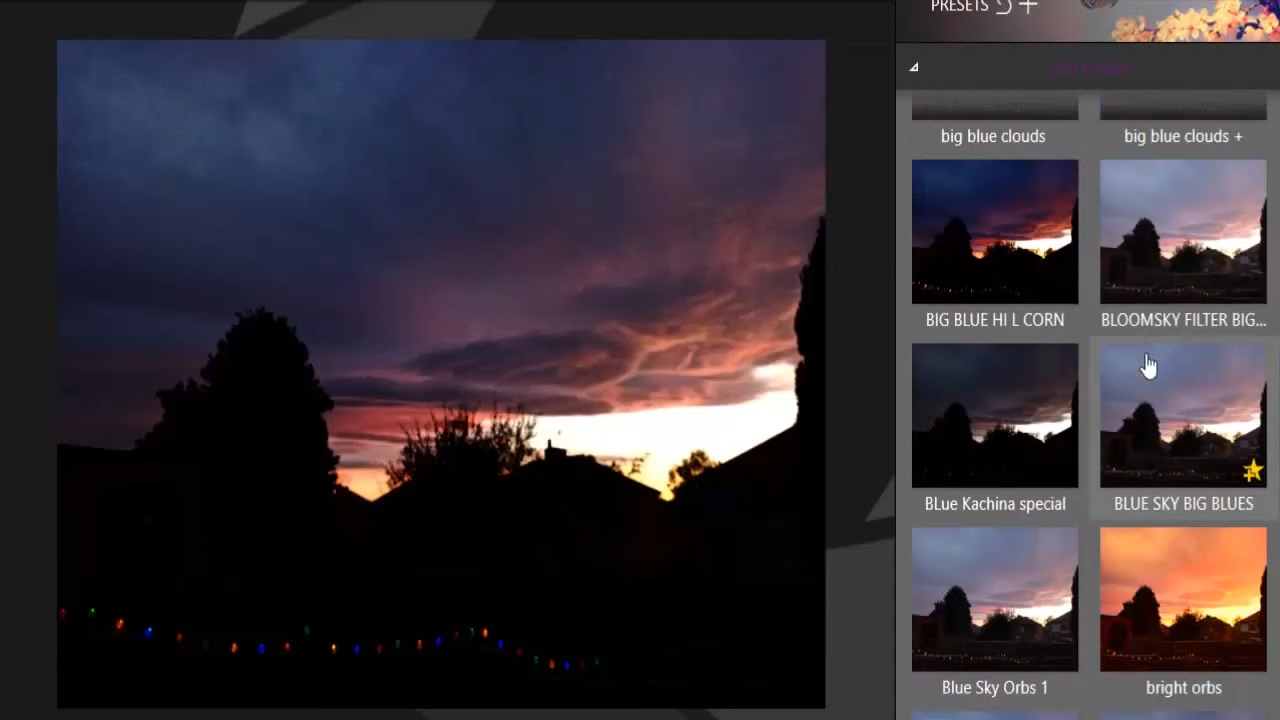 PRESETS
big blue clouds
big blue clouds +
BIG BLUE HI L CORN
BLOOMSKY FILTER BIG...
BLue Kachina special
BLUE SKY BIG BLUES
Blue Sky Orbs 1
bright orbs